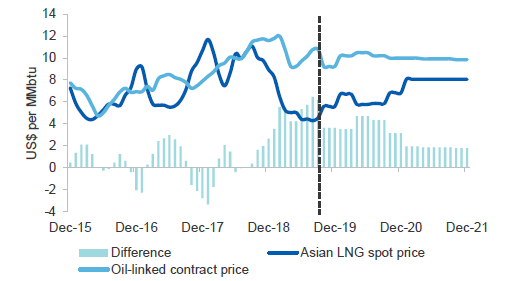 14
12
10
8
6
4
2
0
-2
-4
US$ per MMbtu
Dec-15 Dec-16 Dec-17 Dec-18 Dec-19 Dec-20 Dec-21
Difference Asian LNG spot price
Oil-linked contract price